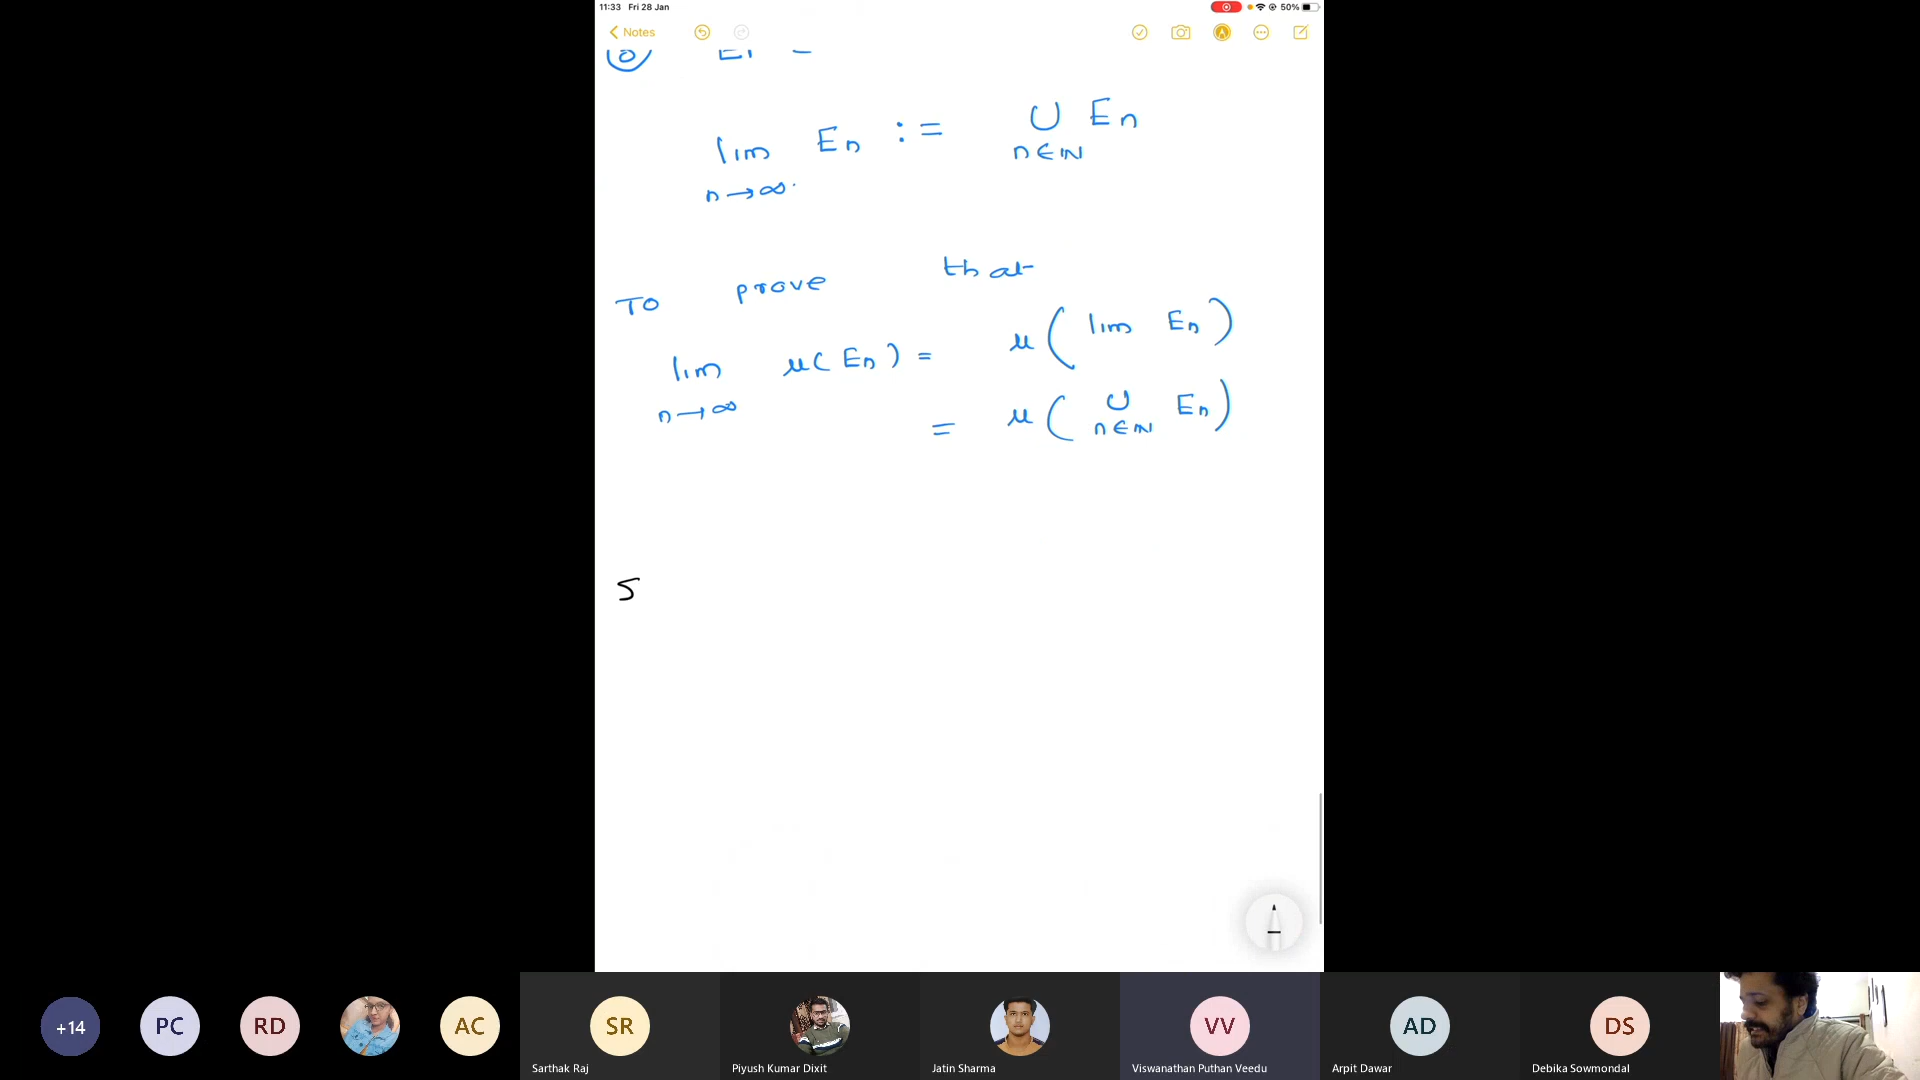 11:33 Fri 28 Jan
50%
Notes
lim En := ∪ En
n→∞ n∈ℕ
To prove that
lim μ(En) = μ( lim En )
n→∞
= μ( ∪ En )
n∈ℕ
S
+14
PC
RD
AC
SR
VV
AD
DS
Sarthak Raj
Piyush Kumar Dixit
Jatin Sharma
Viswanathan Puthan Veedu
Arpit Dawar
Debika Sowmondal